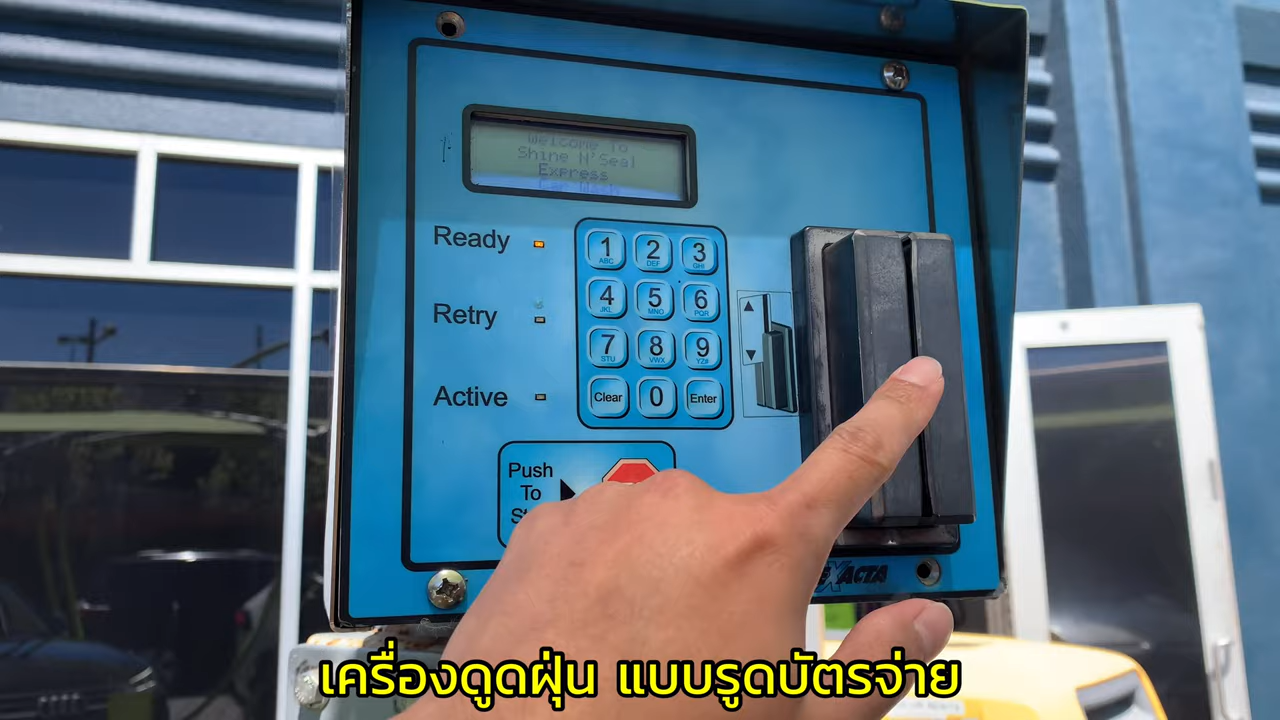 Welcome To
Shine N'Seal
Express
Car Wash
Ready
Retry
Active
1 ABC 2 DEF 3 GHI
4 JKL 5 MNO 6 PQR
7 STU 8 VWX 9 YZ#
Clear 0 Enter
Push
To
EXACTA
เครื่องดูดฝุ่น แบบรูดบัตรจ่าย